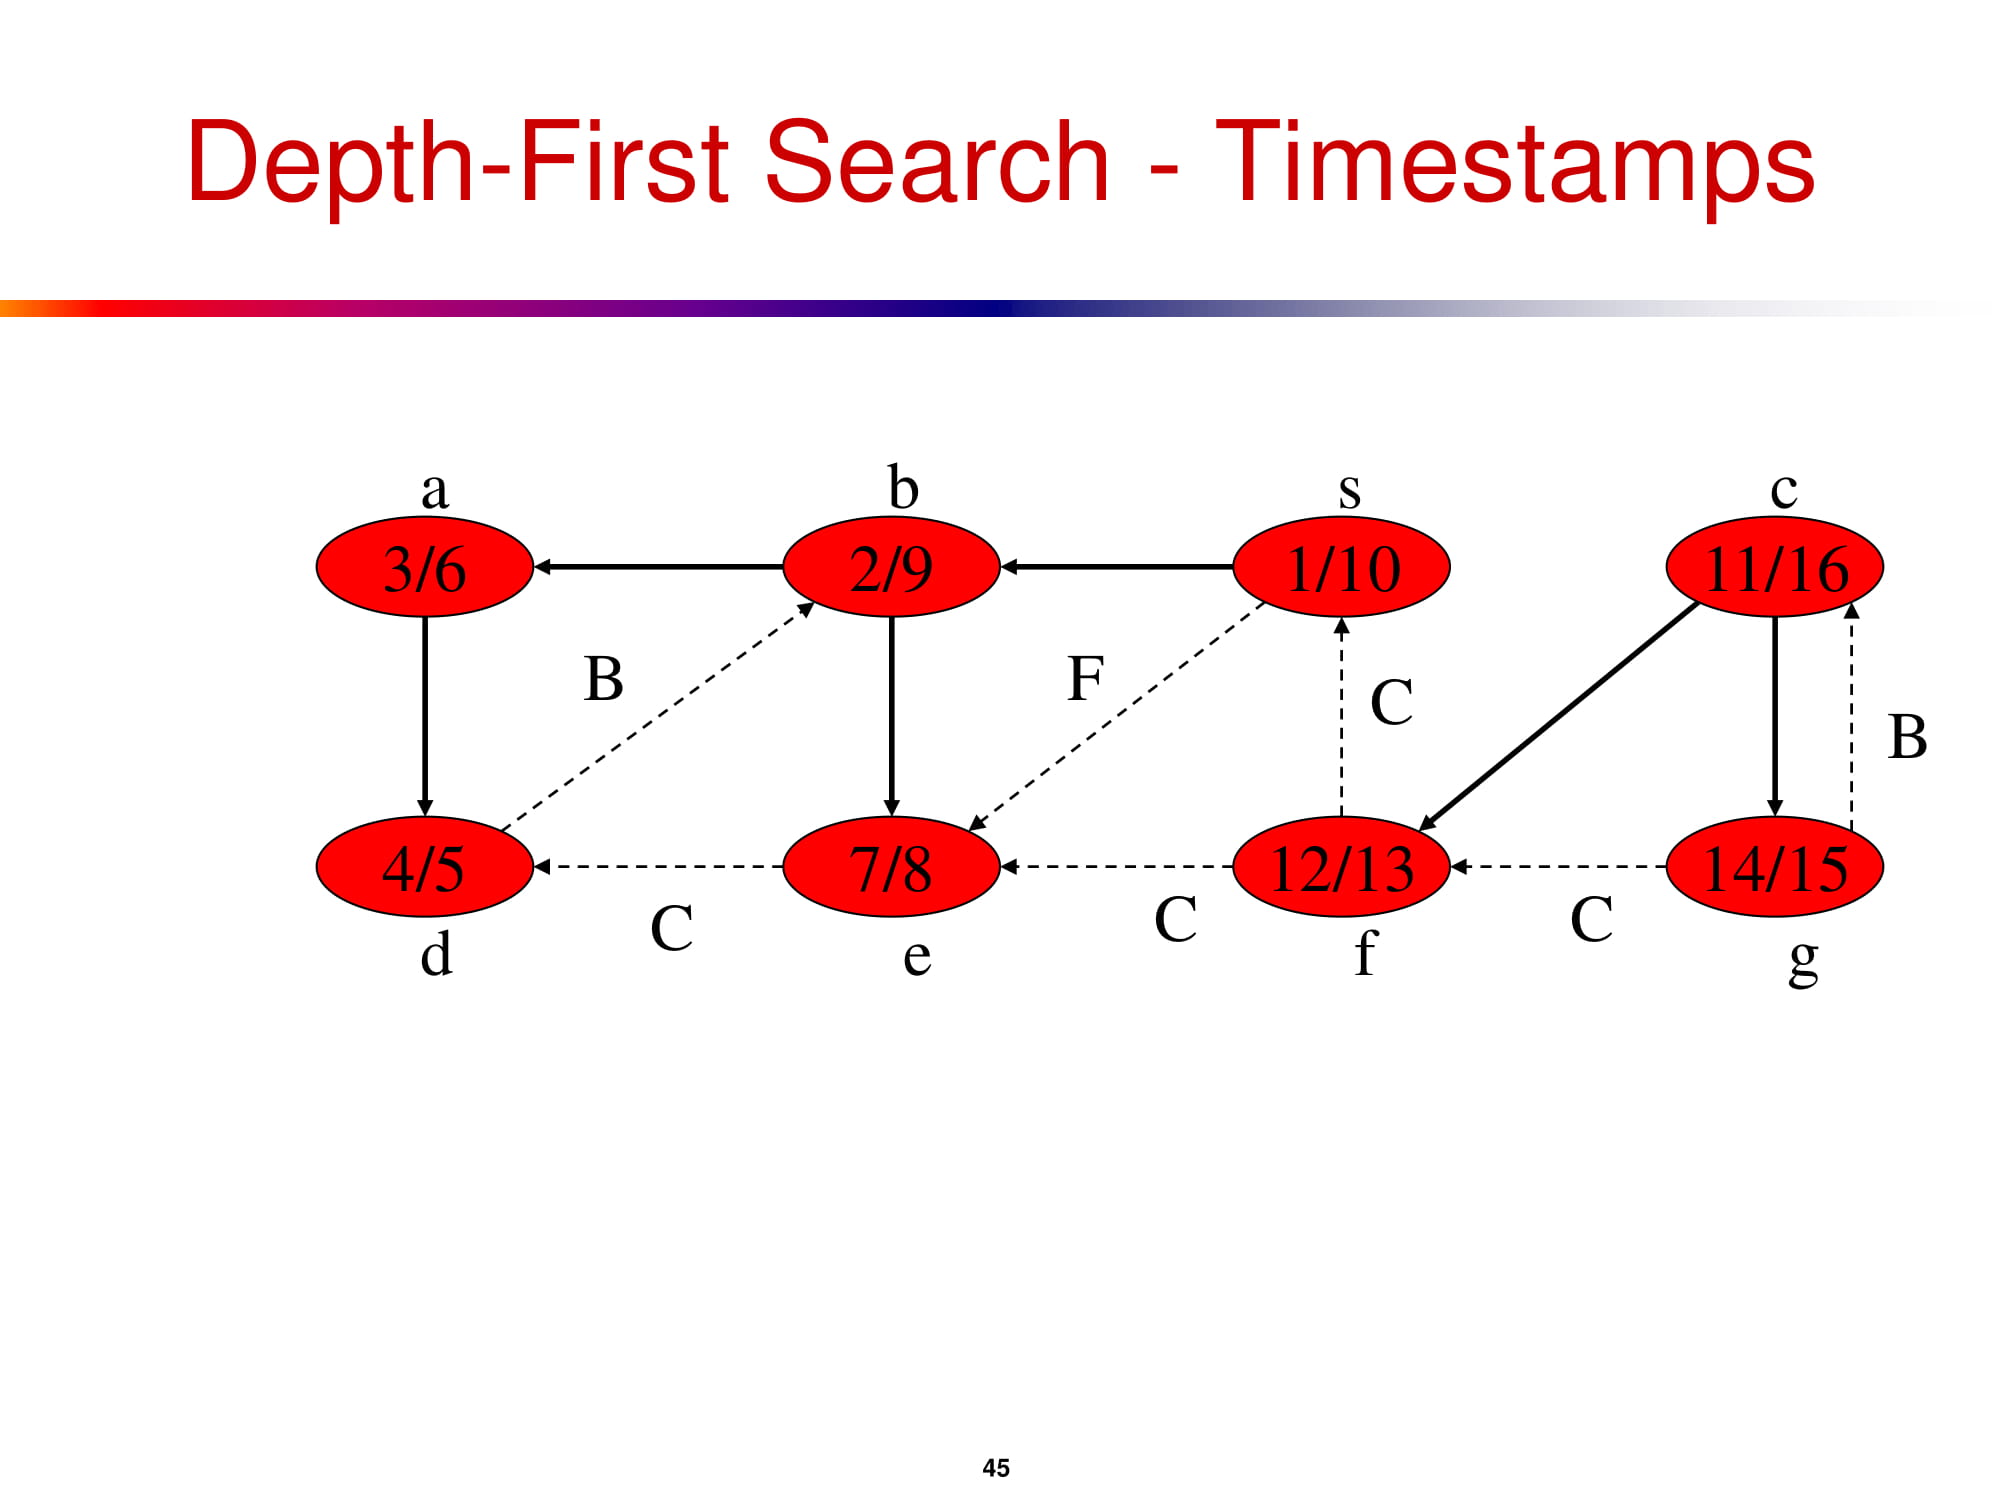 Depth-First Search - Timestamps
a b s c
3/6 2/9 1/10 11/16
B F C B
4/5 7/8 12/13 14/15
C C C
d e f g
45